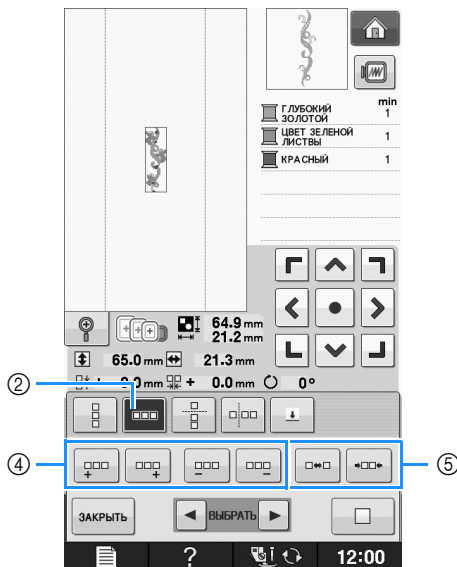 min
ГЛУБОКИЙ ЗОЛОТОЙ 1
ЦВЕТ ЗЕЛЕНОЙ ЛИСТВЫ 1
КРАСНЫЙ 1
64.9 mm
21.2 mm
65.0 mm 21.3 mm
+ 0.0 mm + 0.0 mm 0°
②
④
⑤
+ + − −
ЗАКРЫТЬ ВЫБРАТЬ
? 12:00